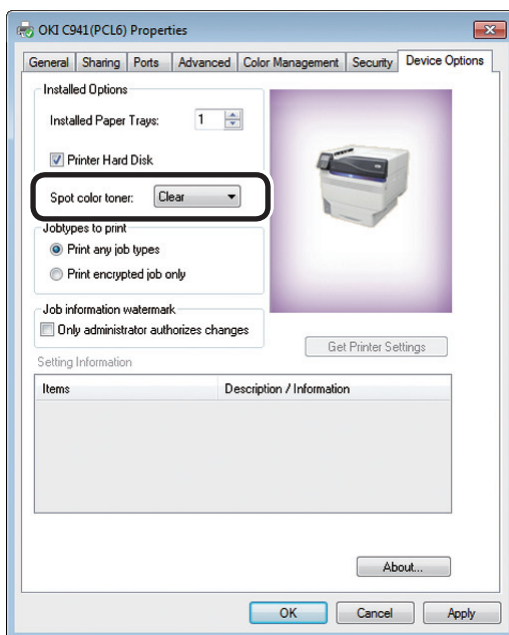 OKI C941(PCL6) Properties
General Sharing Ports Advanced Color Management Security Device Options
Installed Options
Installed Paper Trays: 1
Printer Hard Disk
Spot color toner: Clear
Jobtypes to print
Print any job types
Print encrypted job only
Job information watermark
Only administrator authorizes changes
Get Printer Settings
Setting Information
Items Description / Information
About...
OK Cancel Apply